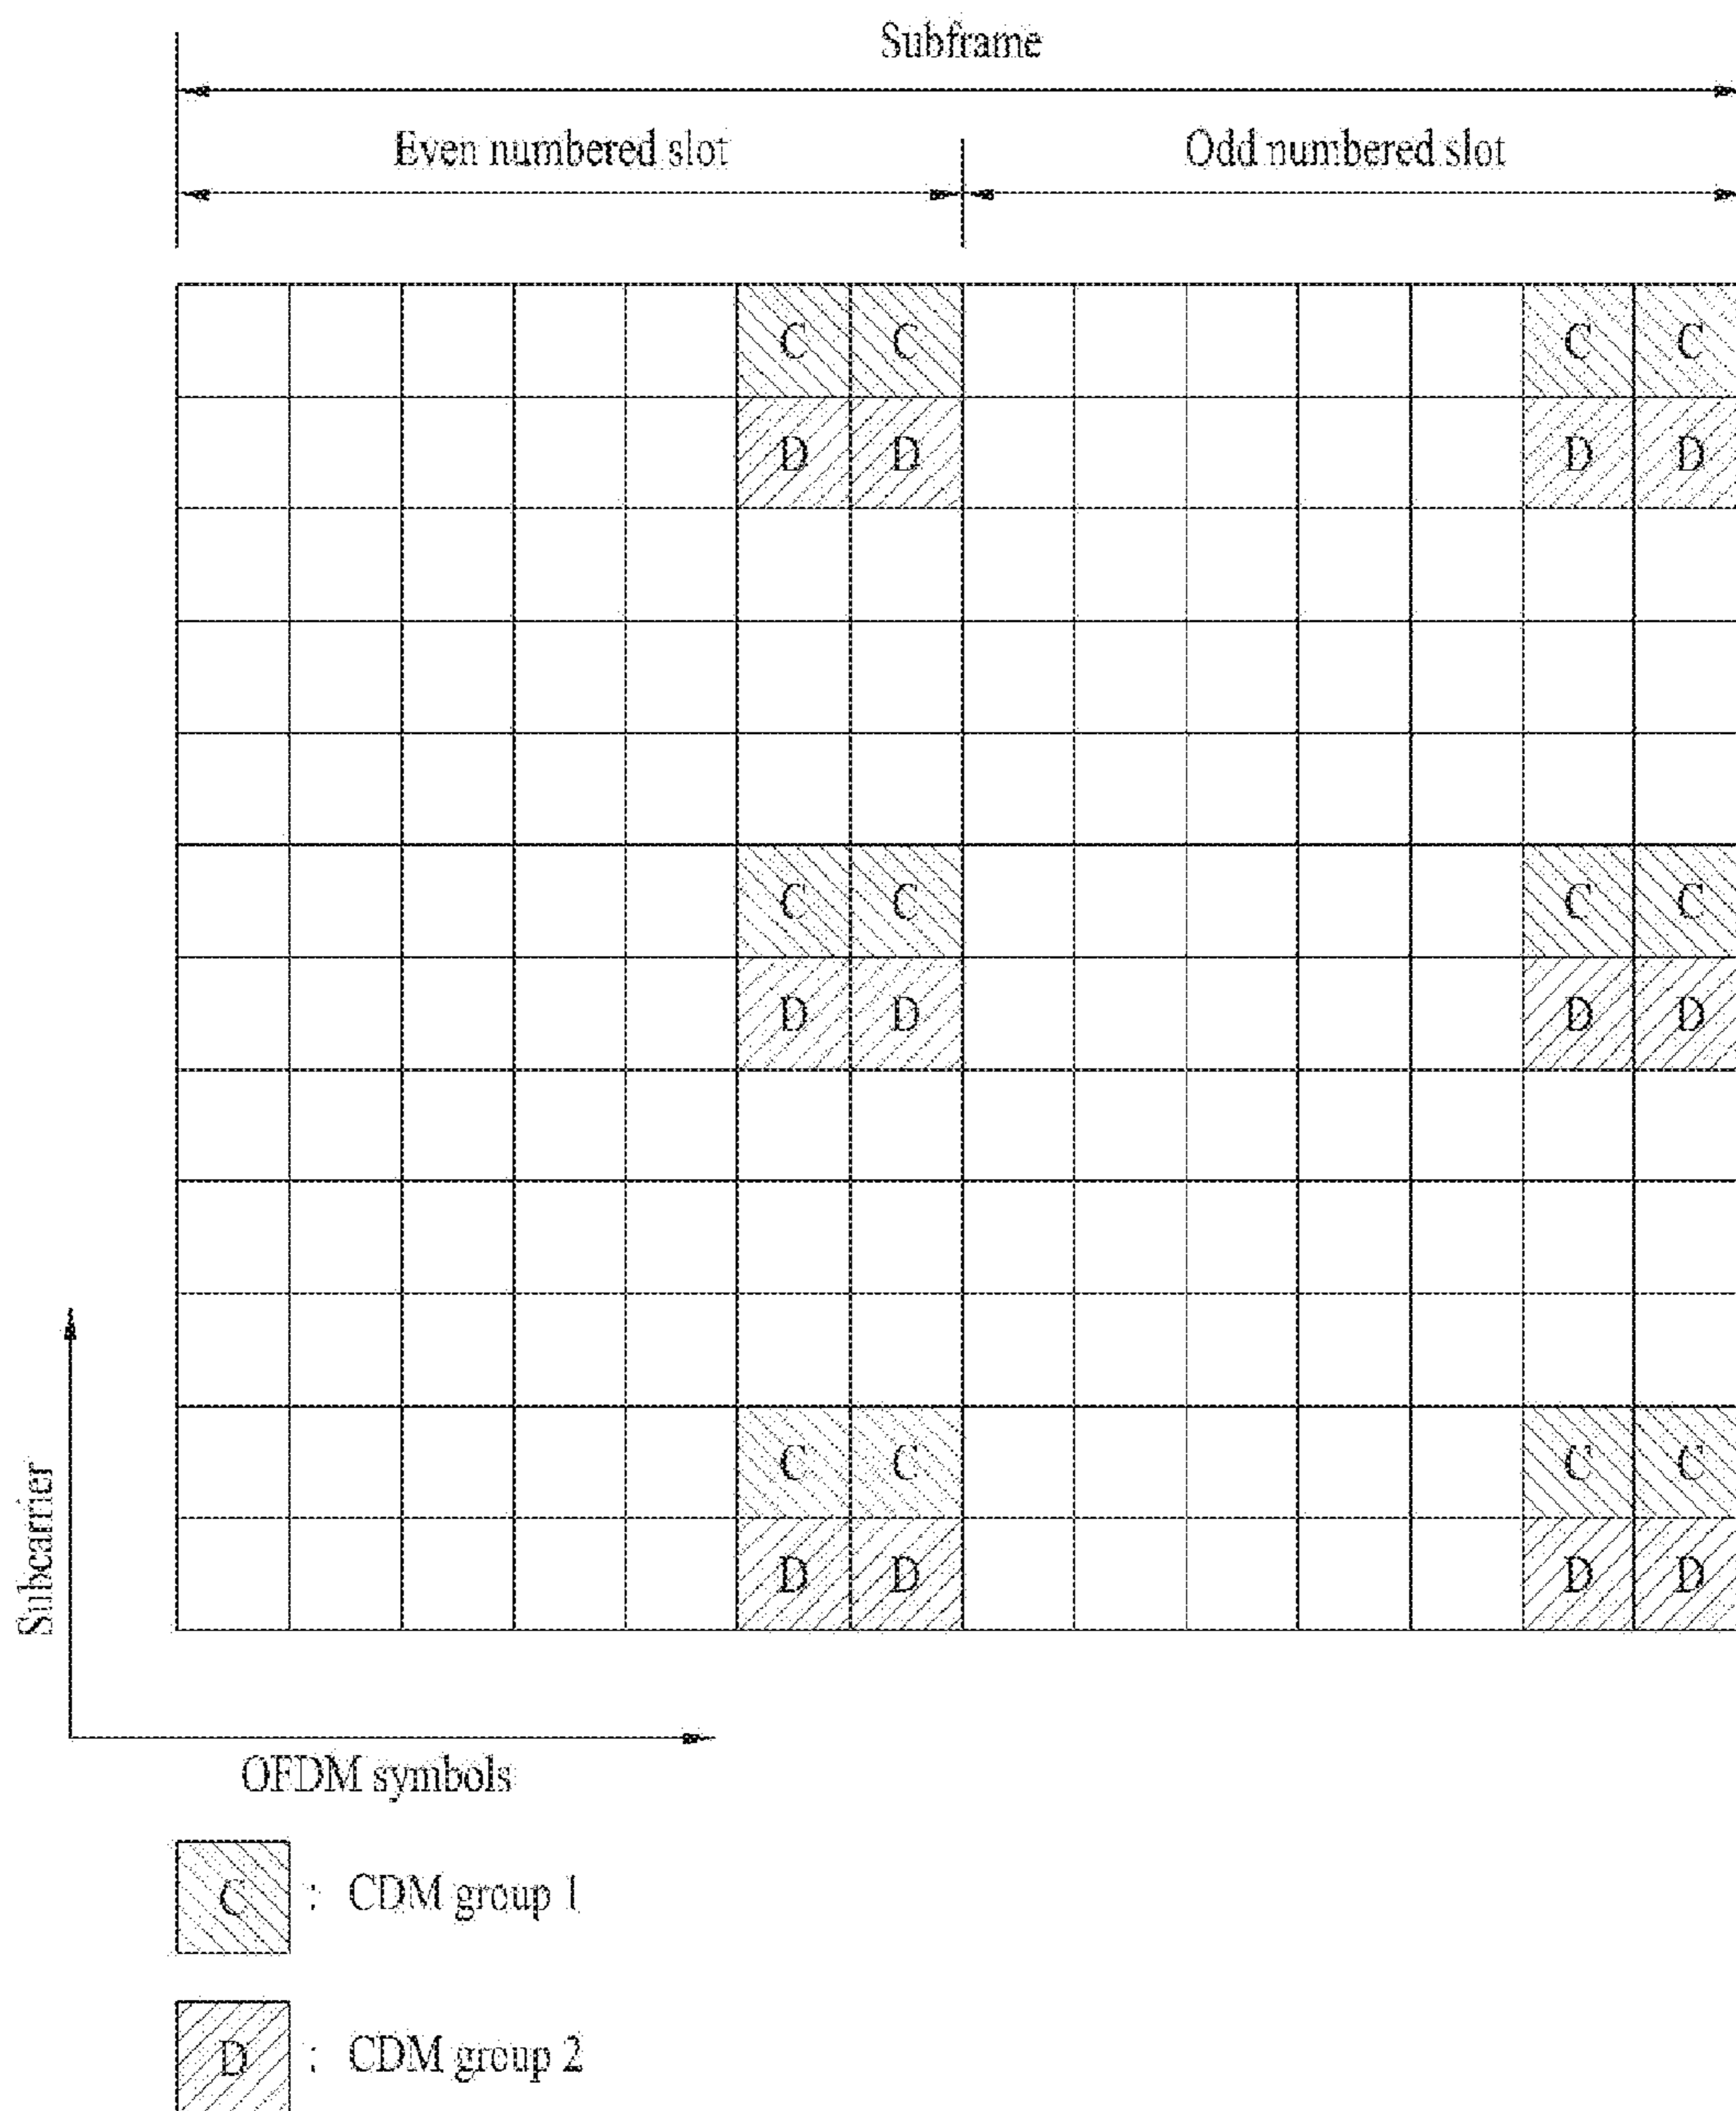 Subframe
Even numbered slot Odd numbered slot
C C C C
D D D D
C C C C
D D D D
C C C C
D D D D
Subcarrier
OFDM symbols
C : CDM group 1
D : CDM group 2